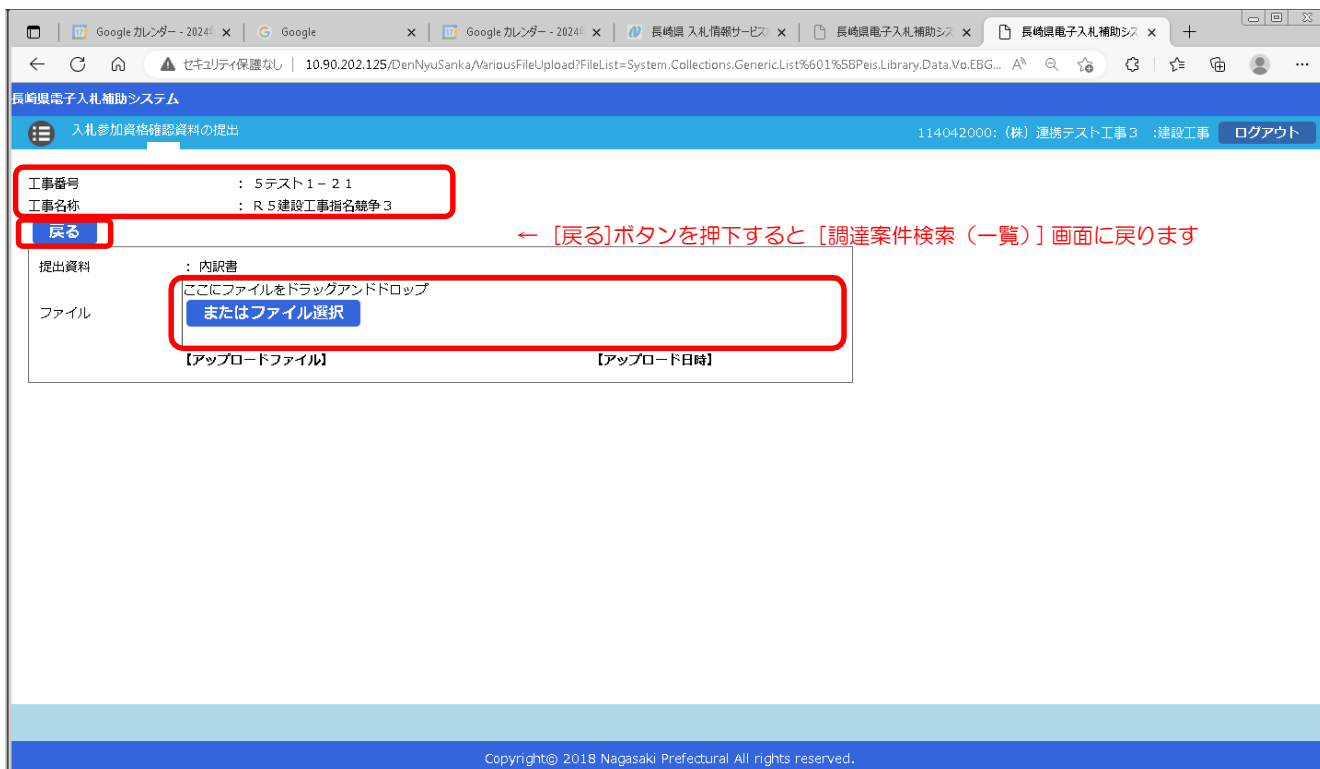 Google カレンダー - 2024年
Google
Google カレンダー - 2024年
長崎県 入札情報サービス
長崎県電子入札補助シス
長崎県電子入札補助シス
セキュリティ保護なし | 10.90.202.125/DenNyuSanka/VariousFileUpload?FileList=System.Collections.Generic.List%601%5BPeis.Library.Data.Vo.EBG...
長崎県電子入札補助システム
入札参加資格確認資料の提出
114042000:（株）連携テスト工事３ :建設工事 ログアウト
工事番号 : ５テスト１－２１
工事名称 : Ｒ５建設工事指名競争３
戻る
← [戻る]ボタンを押下すると [調達案件検索（一覧）] 画面に戻ります
提出資料 : 内訳書
ここにファイルをドラッグアンドドロップ
ファイル またはファイル選択
【アップロードファイル】 【アップロード日時】
Copyright© 2018 Nagasaki Prefectural All rights reserved.